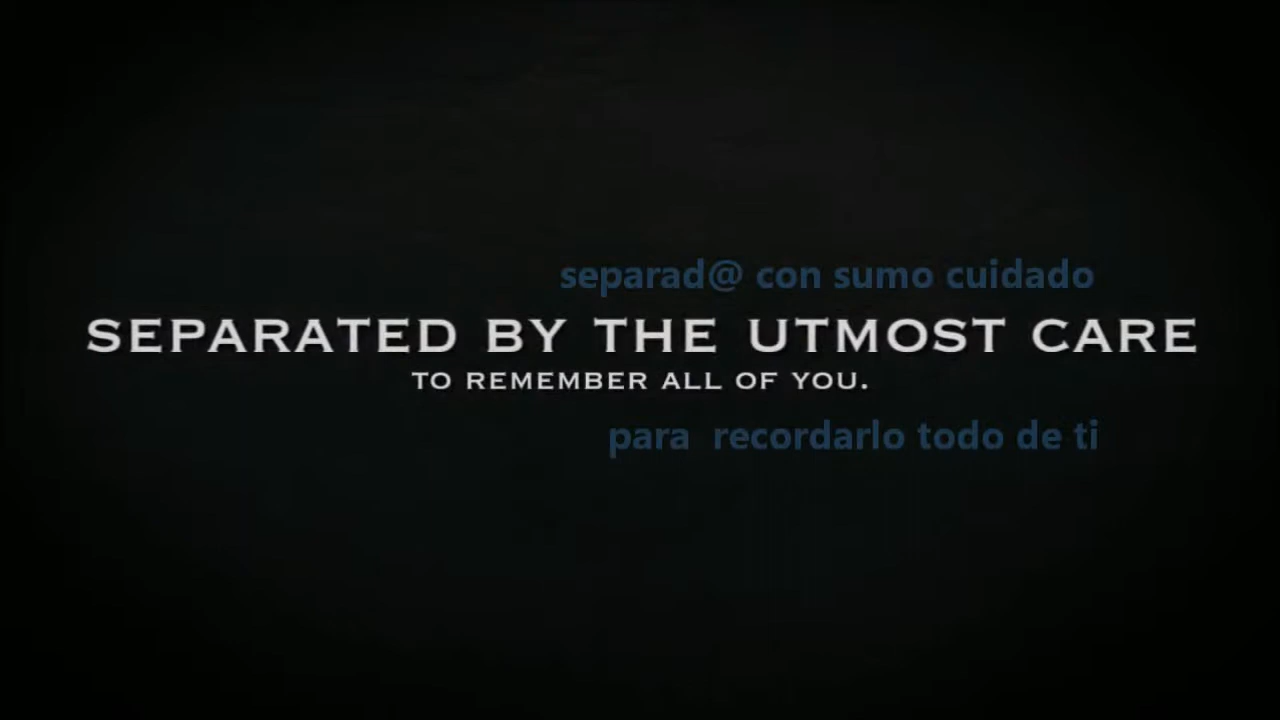 separad@ con sumo cuidado
SEPARATED BY THE UTMOST CARE
TO REMEMBER ALL OF YOU.
para recordarlo todo de ti